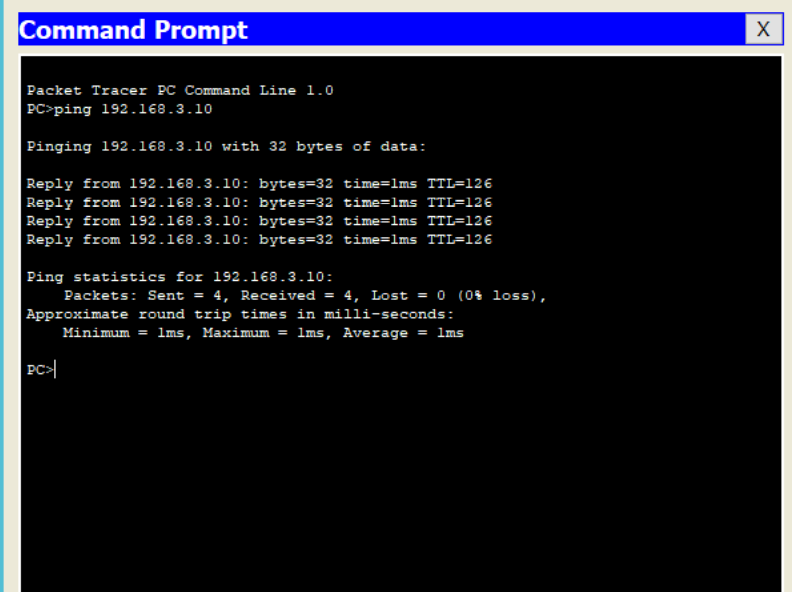 Command Prompt
X
Packet Tracer PC Command Line 1.0
PC>ping 192.168.3.10
Pinging 192.168.3.10 with 32 bytes of data:
Reply from 192.168.3.10: bytes=32 time=1ms TTL=126
Reply from 192.168.3.10: bytes=32 time=1ms TTL=126
Reply from 192.168.3.10: bytes=32 time=1ms TTL=126
Reply from 192.168.3.10: bytes=32 time=1ms TTL=126
Ping statistics for 192.168.3.10:
Packets: Sent = 4, Received = 4, Lost = 0 (0% loss),
Approximate round trip times in milli-seconds:
Minimum = 1ms, Maximum = 1ms, Average = 1ms
PC>